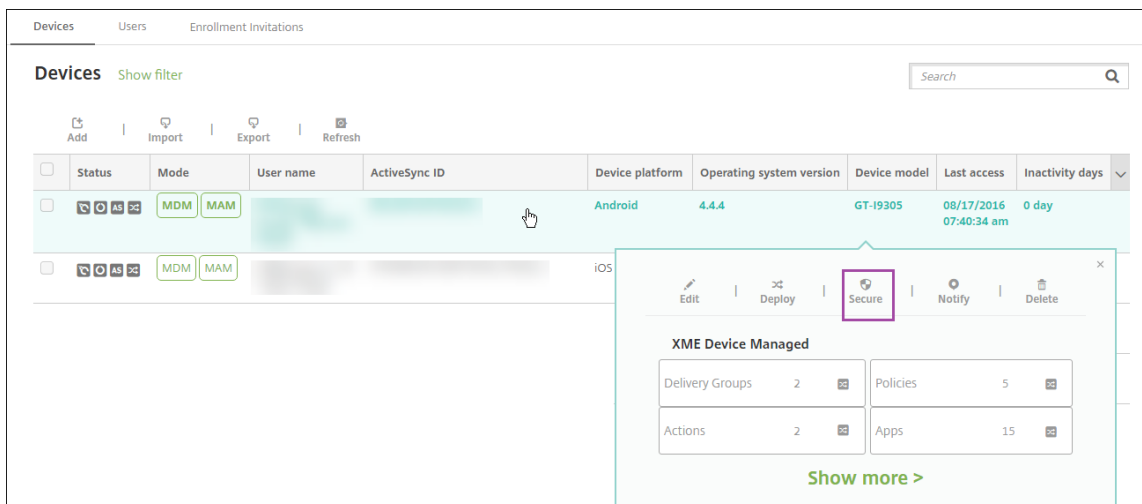 Devices Users Enrollment Invitations
Devices Show filter Search
Add | Import | Export | Refresh
Status Mode User name ActiveSync ID Device platform Operating system version Device model Last access Inactivity days
AS MDM MAM Android 4.4.4 GT-I9305 08/17/2016 0 day
07:40:34 am
AS MDM MAM iOS
Edit | Deploy | Secure | Notify | Delete
XME Device Managed
Delivery Groups 2 Policies 5
Actions 2 Apps 15
Show more >